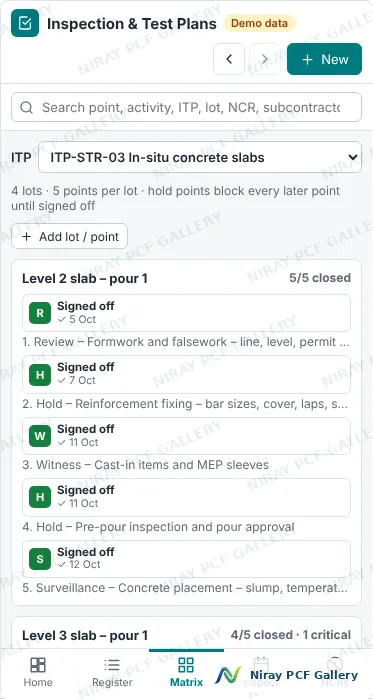 Inspection & Test Plans Demo data
+ New
Search point, activity, ITP, lot, NCR, subcontracto
ITP ITP-STR-03 In-situ concrete slabs
4 lots · 5 points per lot · hold points block every later point
until signed off
+ Add lot / point
Level 2 slab – pour 1 5/5 closed
R Signed off
✓ 5 Oct
1. Review – Formwork and falsework – line, level, permit ...
H Signed off
✓ 7 Oct
2. Hold – Reinforcement fixing – bar sizes, cover, laps, s...
W Signed off
✓ 11 Oct
3. Witness – Cast-in items and MEP sleeves
H Signed off
✓ 11 Oct
4. Hold – Pre-pour inspection and pour approval
S Signed off
✓ 12 Oct
5. Surveillance – Concrete placement – slump, temperat...
Level 3 slab – pour 1 4/5 closed · 1 critical
Home Register Matrix
Niray PCF Gallery
NIRAY PCF GALLERY